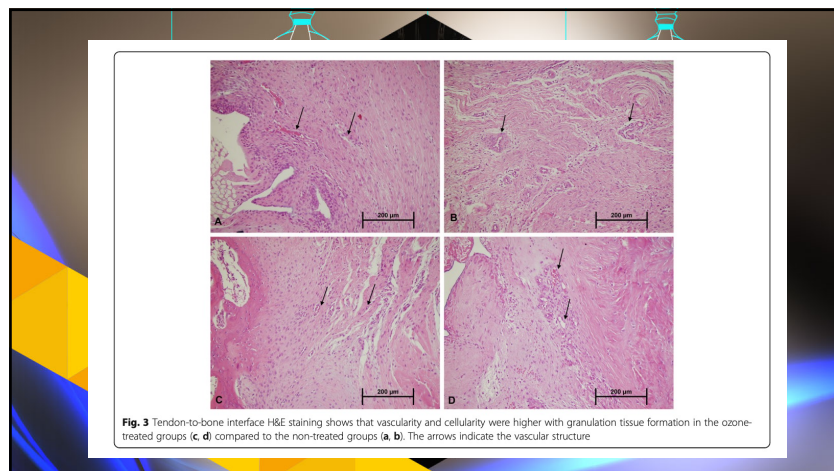 A
200 µm
B
200 µm
C
200 µm
D
200 µm
Fig. 3 Tendon-to-bone interface H&E staining shows that vascularity and cellularity were higher with granulation tissue formation in the ozone-
treated groups (c, d) compared to the non-treated groups (a, b). The arrows indicate the vascular structure